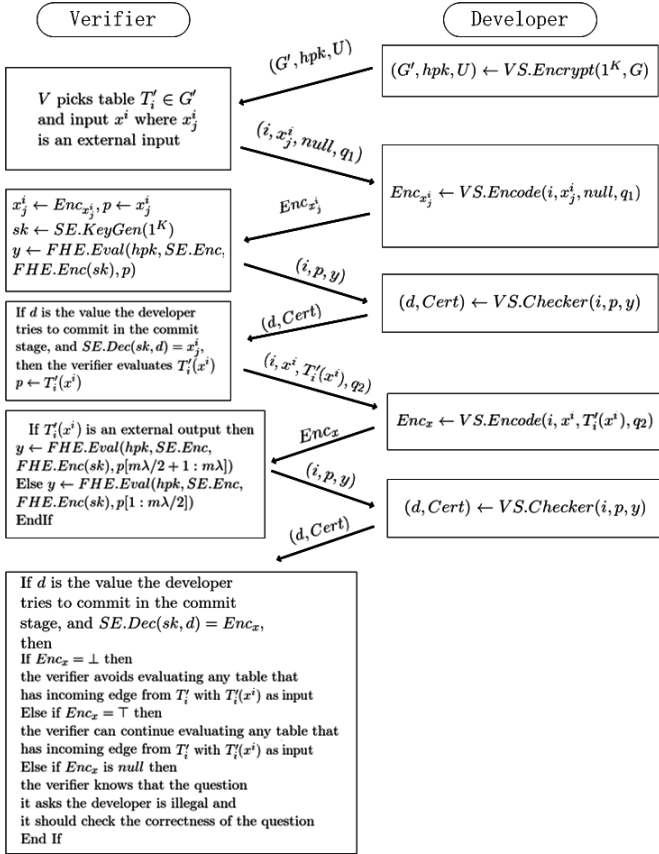 Verifier
Developer
(G', hpk, U)
(G', hpk, U) ← VS.Encrypt(1^K, G)
V picks table T'_i ∈ G'
and input x^i where x^i_j
is an external input
(i, x^i_j, null, q_1)
Enc_{x^i_j} ← VS.Encode(i, x^i_j, null, q_1)
Enc_{x^i_j}
x^i_j ← Enc_{x^i_j}, p ← x^i_j
sk ← SE.KeyGen(1^K)
y ← FHE.Eval(hpk, SE.Enc,
FHE.Enc(sk), p)
(i, p, y)
(d, Cert) ← VS.Checker(i, p, y)
(d, Cert)
If d is the value the developer
tries to commit in the commit
stage, and SE.Dec(sk, d) = x^i_j,
then the verifier evaluates T'_i(x^i)
p ← T'_i(x^i)
(i, x^i, T'_i(x^i), q_2)
Enc_x ← VS.Encode(i, x^i, T'_i(x^i), q_2)
Enc_x
If T'_i(x^i) is an external output then
y ← FHE.Eval(hpk, SE.Enc,
FHE.Enc(sk), p[mλ/2 + 1 : mλ])
Else y ← FHE.Eval(hpk, SE.Enc,
FHE.Enc(sk), p[1 : mλ/2])
EndIf
(i, p, y)
(d, Cert) ← VS.Checker(i, p, y)
(d, Cert)
If d is the value the developer
tries to commit in the commit
stage, and SE.Dec(sk, d) = Enc_x,
then
If Enc_x = ⊥ then
the verifier avoids evaluating any table that
has incoming edge from T'_i with T'_i(x^i) as input
Else if Enc_x = ⊤ then
the verifier can continue evaluating any table that
has incoming edge from T'_i with T'_i(x^i) as input
Else if Enc_x is null then
the verifier knows that the question
it asks the developer is illegal and
it should check the correctness of the question
End If